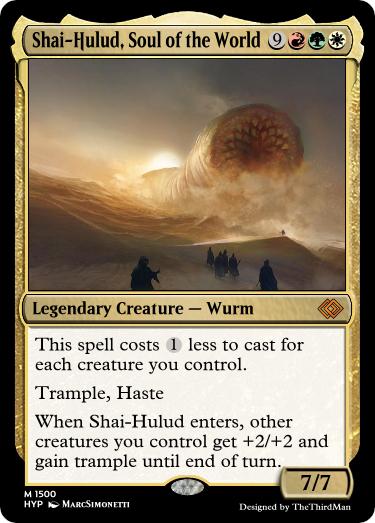 Shai-Hulud, Soul of the World 9
Legendary Creature — Wurm
This spell costs 1 less to cast for
each creature you control.
Trample, Haste
When Shai-Hulud enters, other
creatures you control get +2/+2 and
gain trample until end of turn.
7/7
M 1500
HYP MarcSimonetti
Designed by TheThirdMan